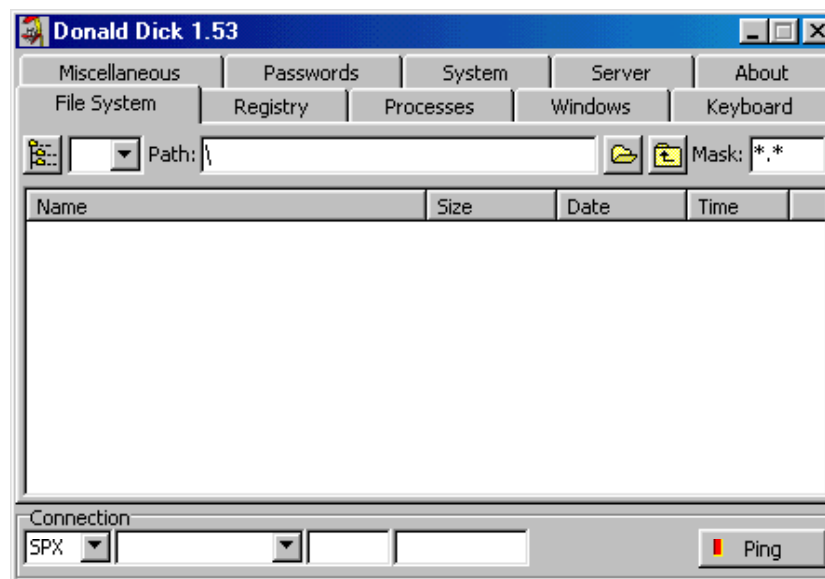 Donald Dick 1.53
Miscellaneous Passwords System Server About
File System Registry Processes Windows Keyboard
Path: \ Mask: *.*
Name Size Date Time
Connection
SPX Ping